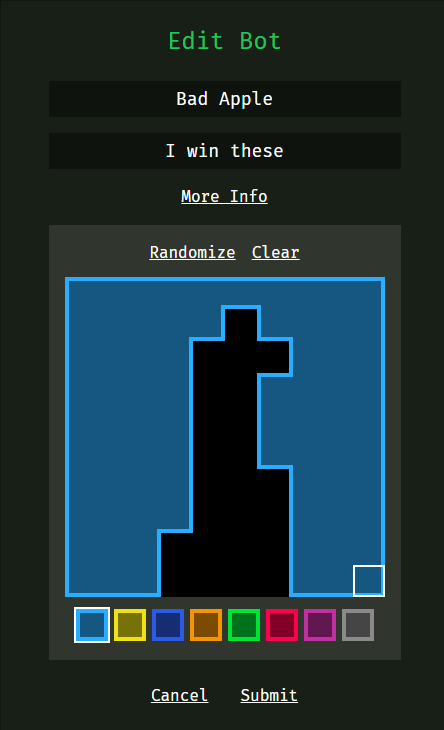 Edit Bot
Bad Apple
I win these
More Info
Randomize Clear
Cancel Submit